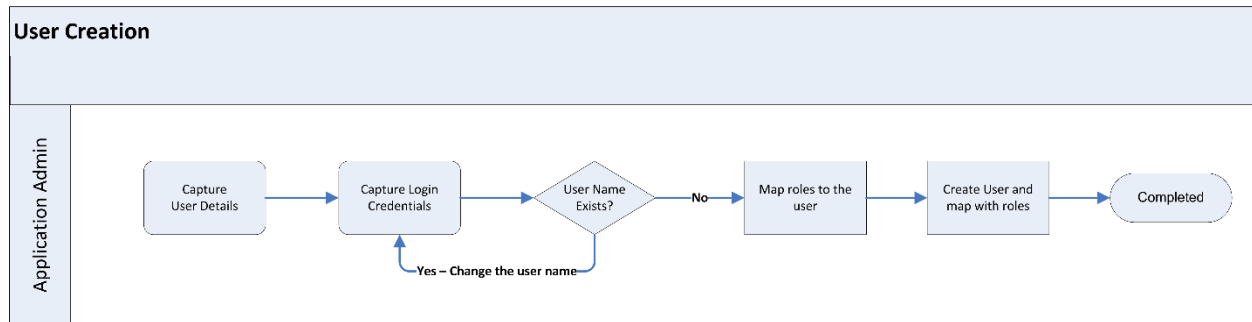 User Creation
Application Admin
Capture
User Details
Capture Login
Credentials
User Name
Exists?
No
Map roles to the
user
Create User and
map with roles
Completed
Yes – Change the user name